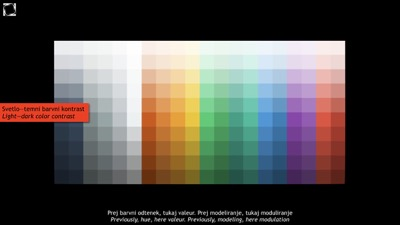 Svetlo-temni barvni kontrast
Light-dark color contrast
Prej barvni odtenek, tukaj valeur. Prej modeliranje, tukaj moduliranje
Previously, hue, here valeur. Previously, modeling, here modulation